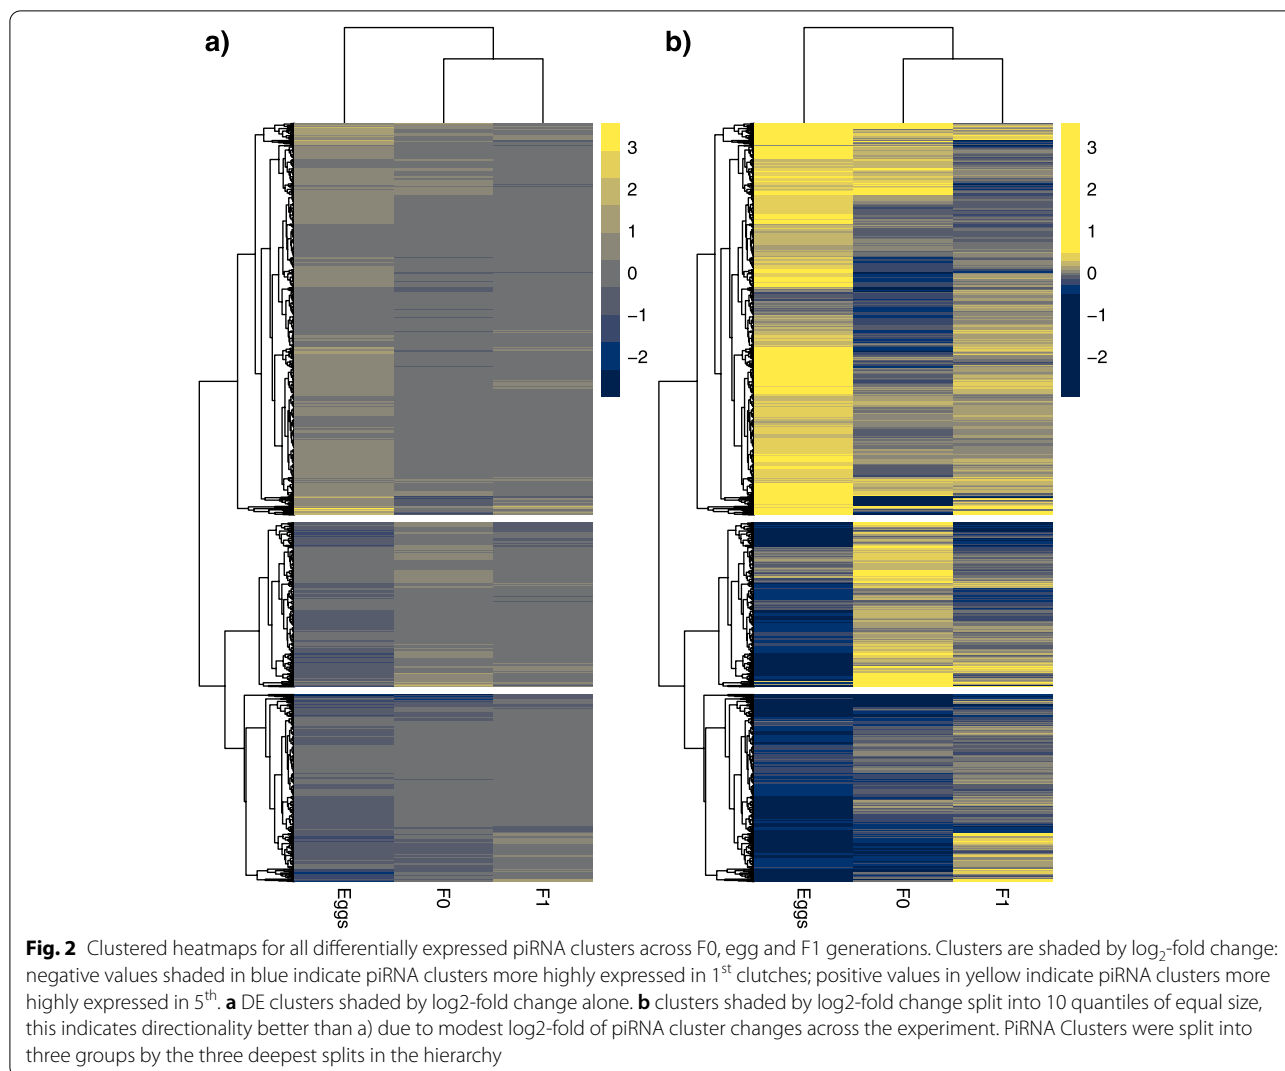 a)
3
2
1
0
−1
−2
Eggs
F0
F1
b)
3
2
1
0
−1
−2
Eggs
F0
F1
Fig. 2 Clustered heatmaps for all differentially expressed piRNA clusters across F0, egg and F1 generations. Clusters are shaded by log2-fold change:
negative values shaded in blue indicate piRNA clusters more highly expressed in 1st clutches; positive values in yellow indicate piRNA clusters more
highly expressed in 5th. a DE clusters shaded by log2-fold change alone. b clusters shaded by log2-fold change split into 10 quantiles of equal size,
this indicates directionality better than a) due to modest log2-fold of piRNA cluster changes across the experiment. PiRNA Clusters were split into
three groups by the three deepest splits in the hierarchy